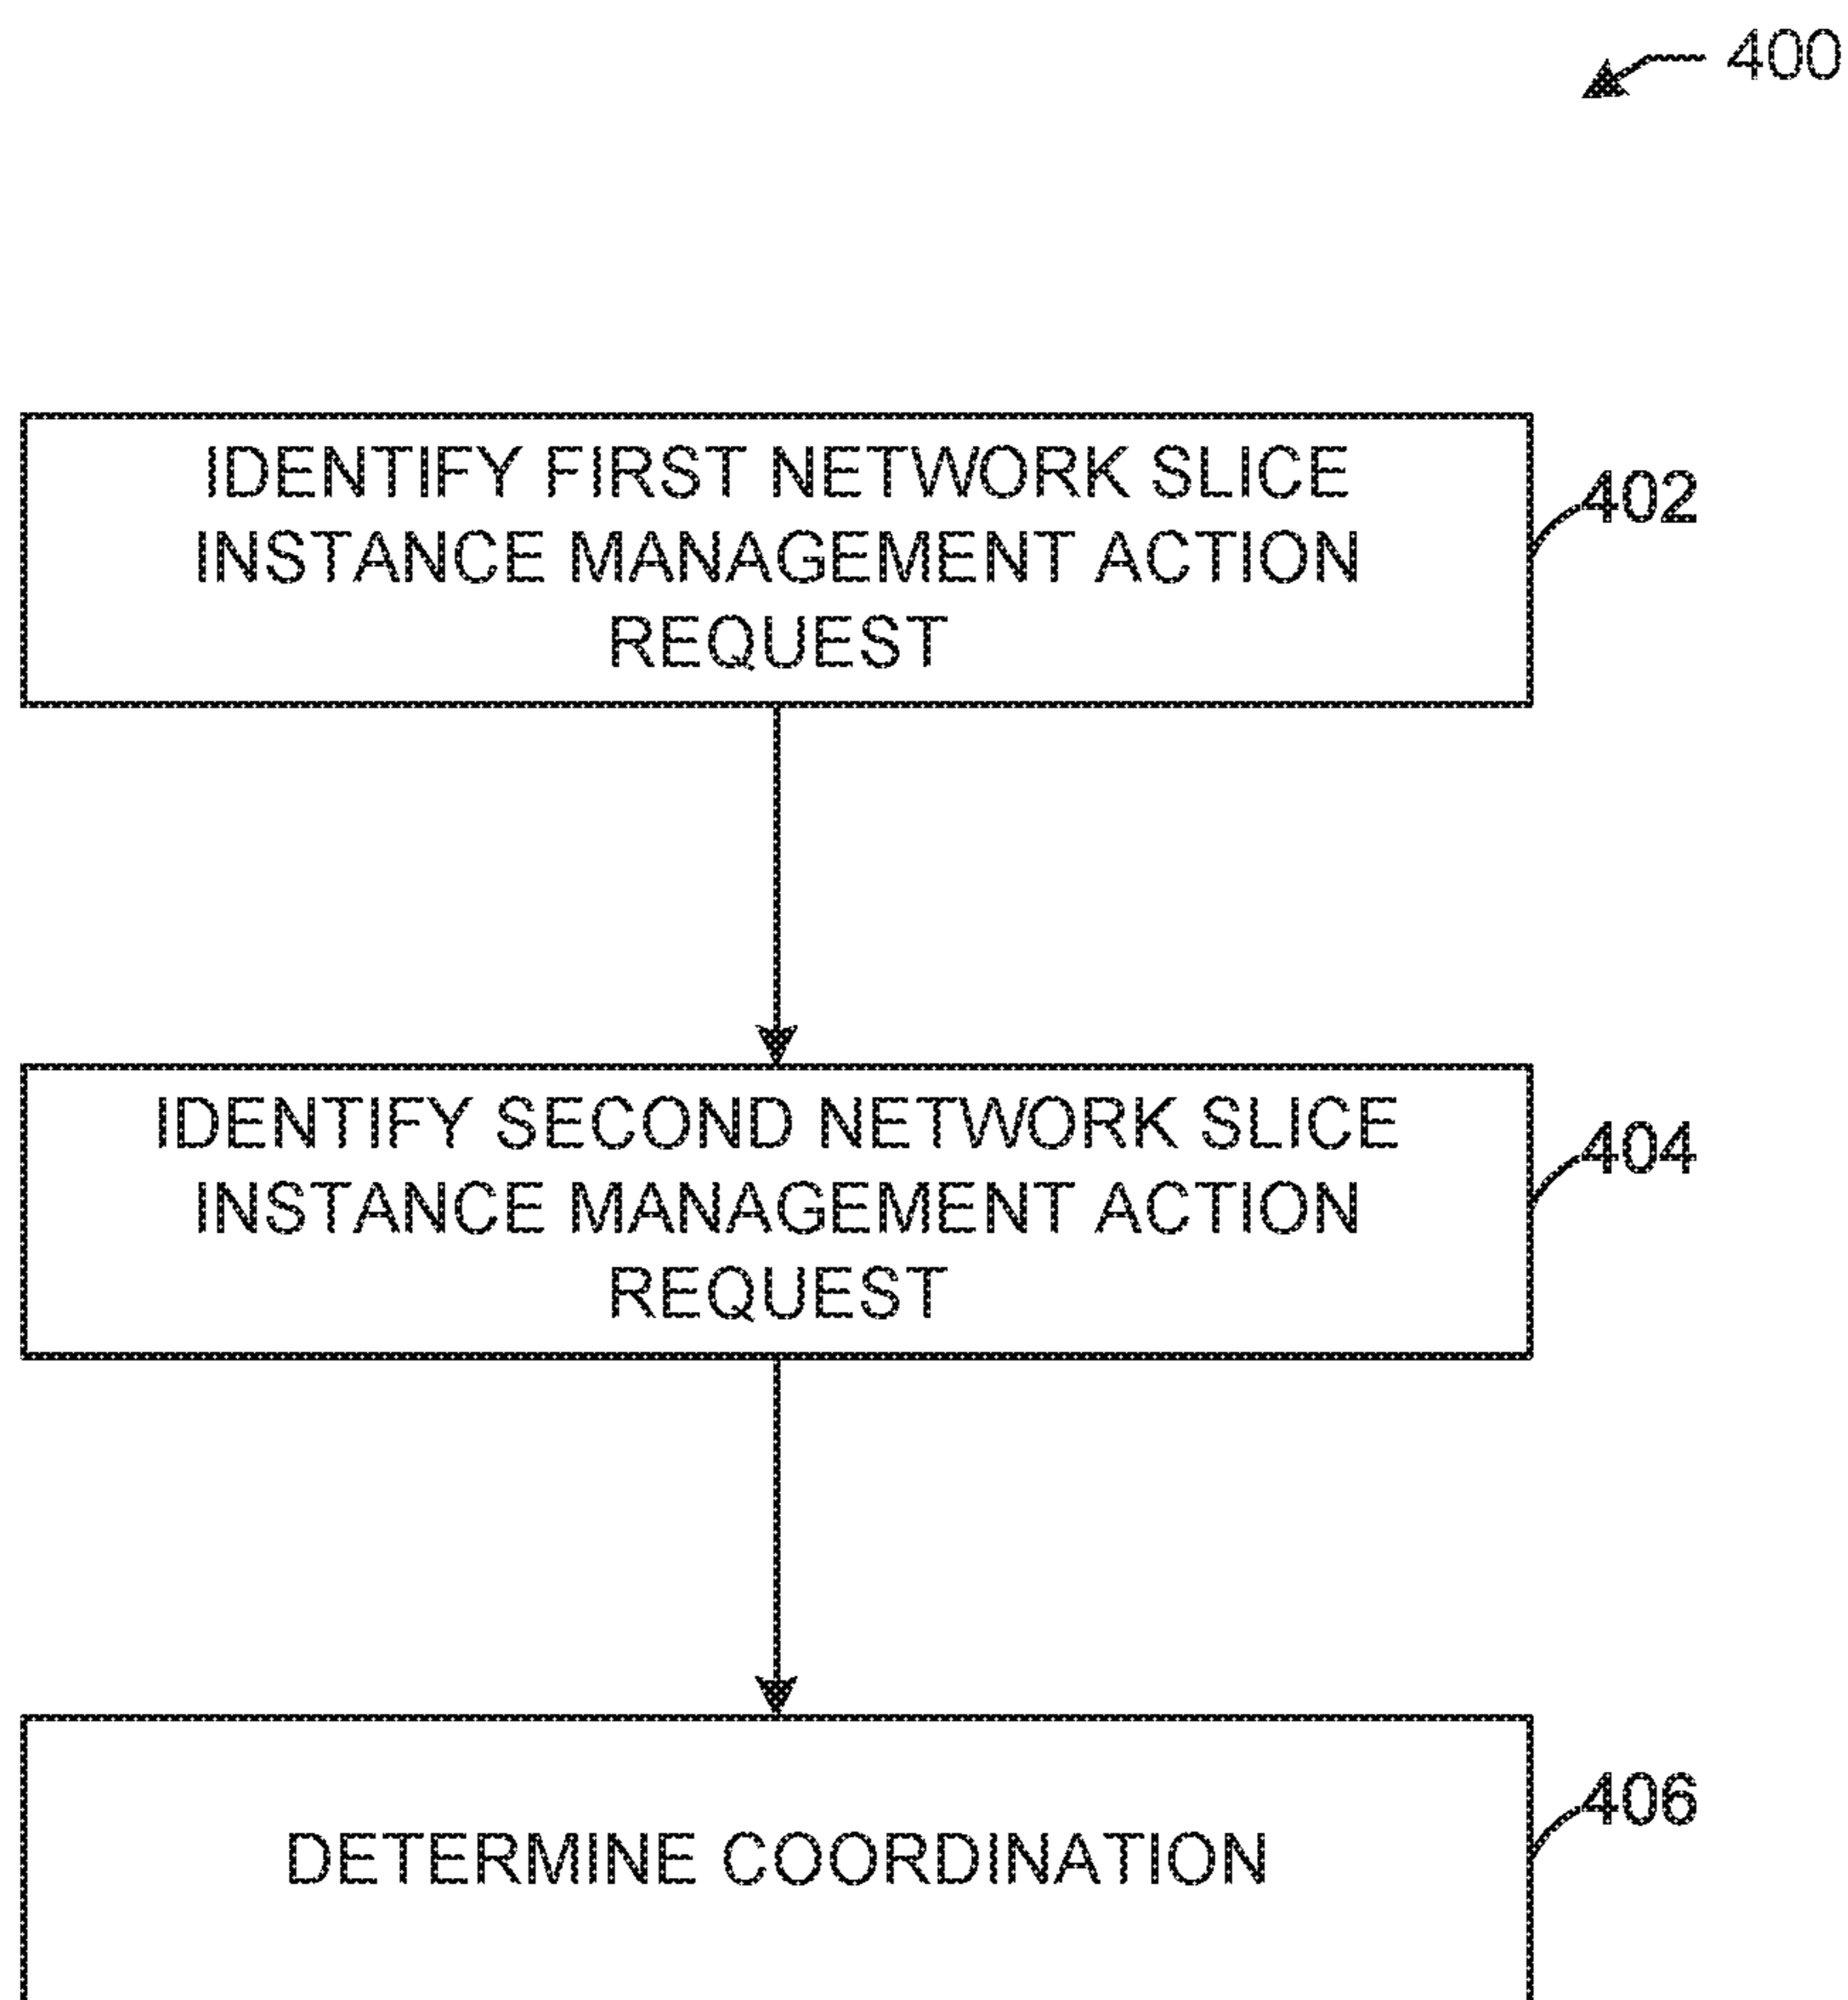 400
IDENTIFY FIRST NETWORK SLICE
INSTANCE MANAGEMENT ACTION
REQUEST
402
IDENTIFY SECOND NETWORK SLICE
INSTANCE MANAGEMENT ACTION
REQUEST
404
DETERMINE COORDINATION
406